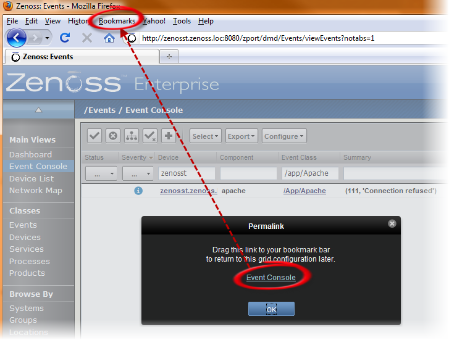 Zenoss: Events - Mozilla Firefox
File Edit View History Bookmarks Yahoo! Tools Help
http://zenosst.zenoss.loc:8080/zport/dmd/Events/viewEvents?notabs=1
Zenoss: Events
Zenoss Enterprise
/Events / Event Console
Main Views
Dashboard
Event Console
Device List
Network Map
Classes
Events
Devices
Services
Processes
Products
Browse By
Systems
Groups
Locations
Select Export Configure
Status Severity Device Component Event Class Summary
... ... zenosst /app/Apache
zenosst.zenoss. apache /App/Apache (111, 'Connection refused')
Permalink
Drag this link to your bookmark bar
to return to this grid configuration later.
Event Console
OK